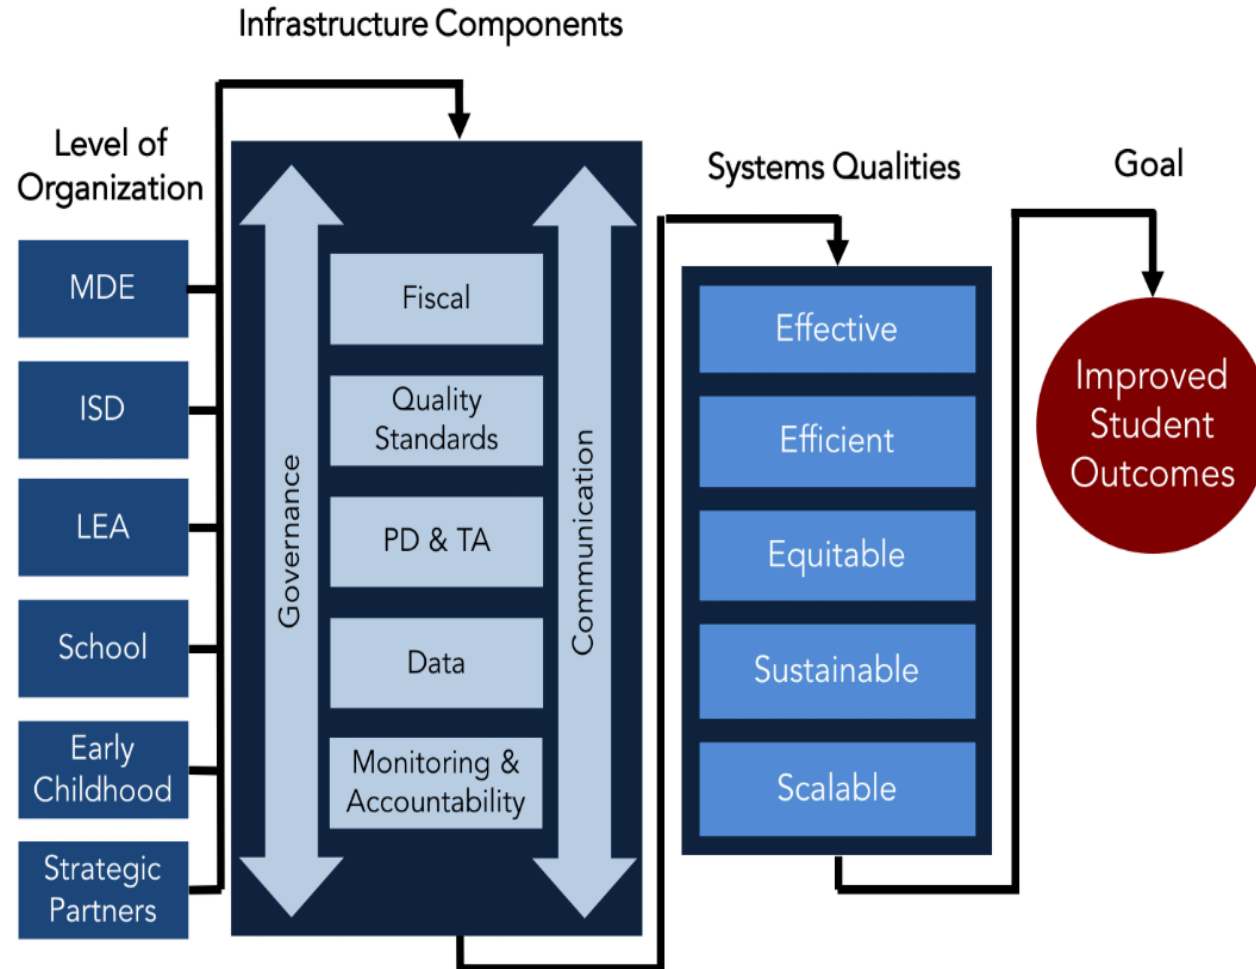 Infrastructure Components
Level of
Organization
MDE
ISD
LEA
School
Early
Childhood
Strategic
Partners
Governance
Fiscal
Quality
Standards
PD & TA
Data
Monitoring &
Accountability
Communication
Systems Qualities
Effective
Efficient
Equitable
Sustainable
Scalable
Goal
Improved
Student
Outcomes